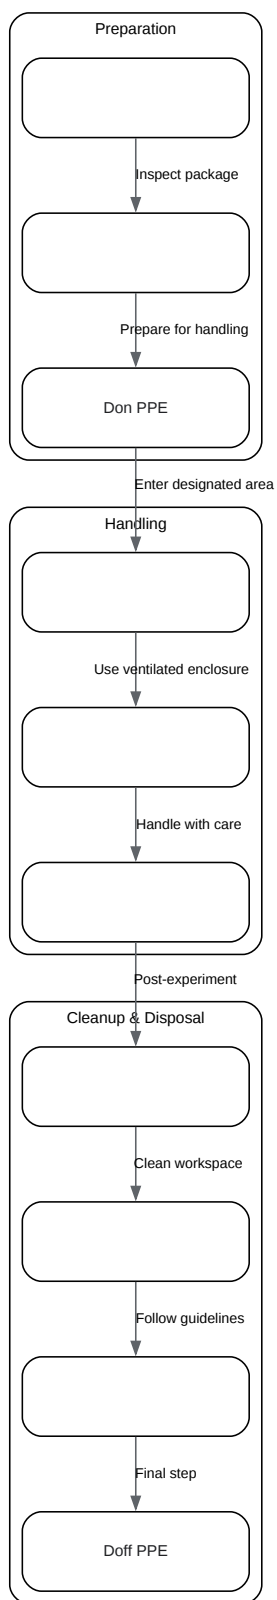 Preparation
Inspect package
Prepare for handling
Don PPE
Enter designated area
Handling
Use ventilated enclosure
Handle with care
Post-experiment
Cleanup & Disposal
Clean workspace
Follow guidelines
Final step
Doff PPE